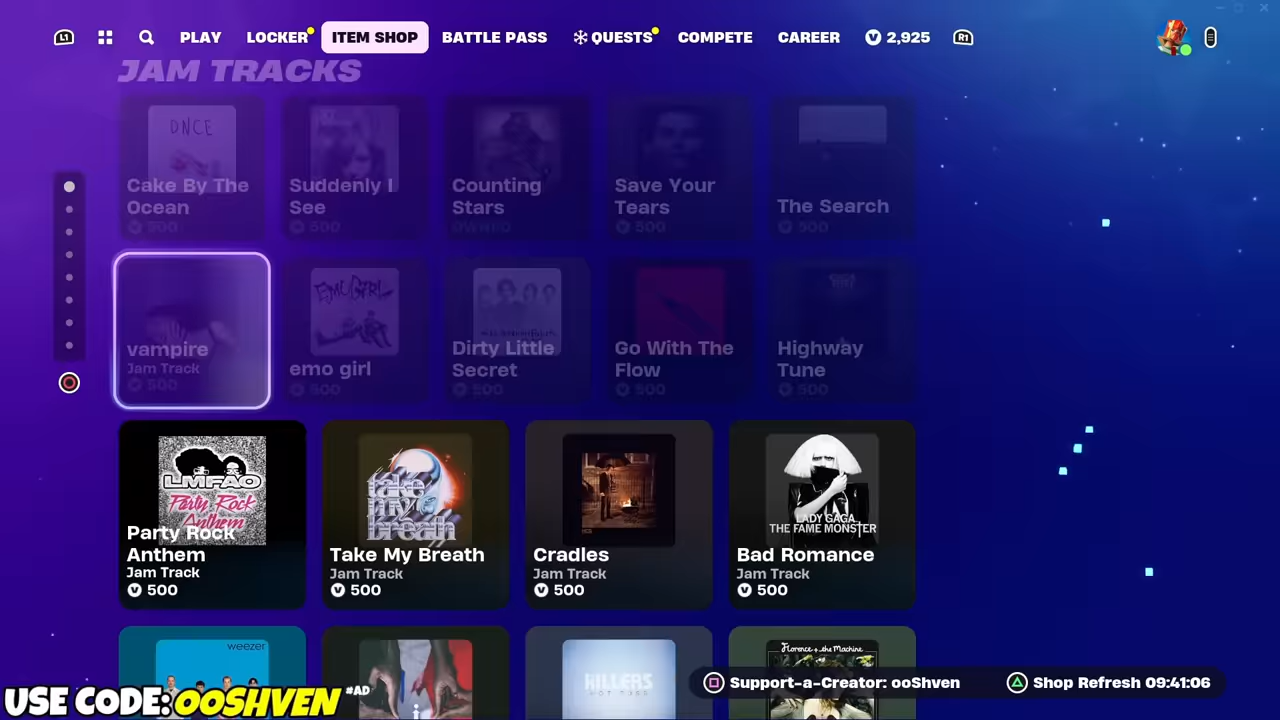 L1
PLAY
LOCKER
ITEM SHOP
BATTLE PASS
QUESTS
COMPETE
CAREER
V 2,925
R1
JAM TRACKS
DNCE
Cake By The
Ocean
500
Suddenly I
See
500
Counting
Stars
OWNED
Save Your
Tears
500
The Search
500
vampire
Jam Track
500
EMO GIRL
emo girl
500
Dirty Little
Secret
500
Go With The
Flow
500
Highway
Tune
500
LMFAO
Party Rock
Anthem
Party Rock
Anthem
Jam Track
V 500
take
my
breath
Take My Breath
Jam Track
V 500
Cradles
Jam Track
V 500
LADY GAGA
THE FAME MONSTER
Bad Romance
Jam Track
V 500
weezer
KILLERS
HOT FUSS
Florence + the Machine
Support-a-Creator: ooShven
Shop Refresh 09:41:06
USE CODE: OOSHVEN #AD